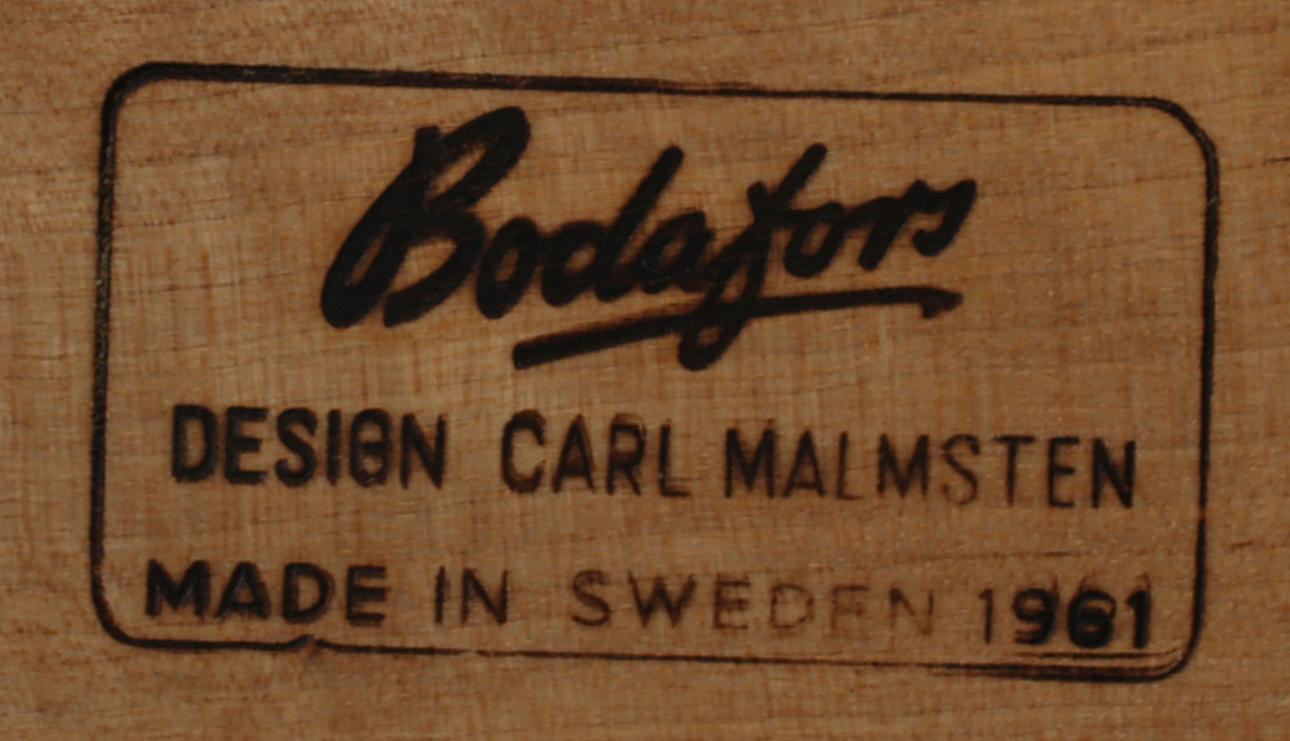 Bodafors
DESIGN CARL MALMSTEN
MADE IN SWEDEN 1961